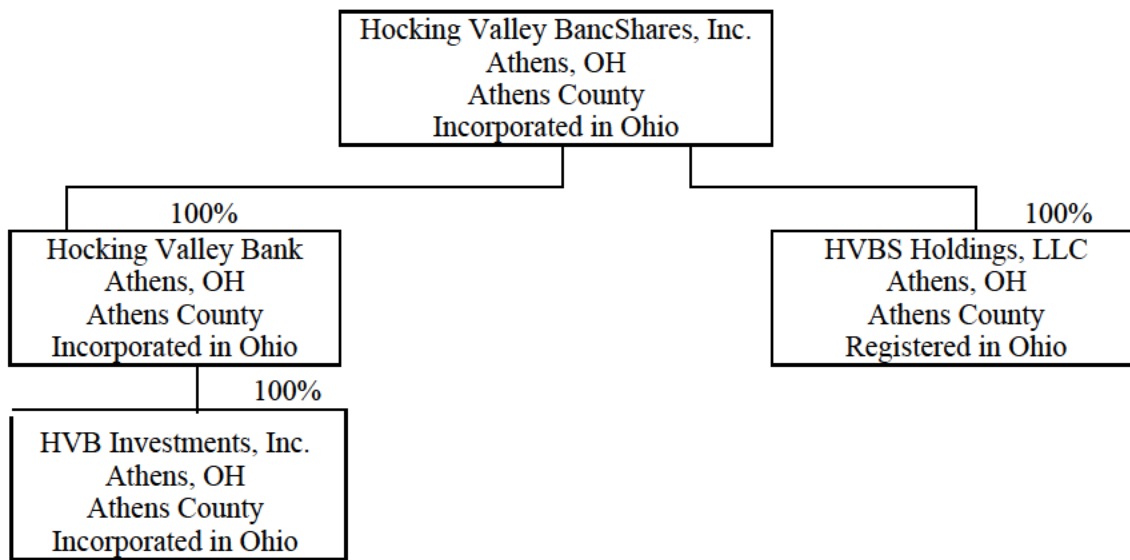 Hocking Valley BancShares, Inc.
Athens, OH
Athens County
Incorporated in Ohio
100%
Hocking Valley Bank
Athens, OH
Athens County
Incorporated in Ohio
100%
HVBS Holdings, LLC
Athens, OH
Athens County
Registered in Ohio
100%
HVB Investments, Inc.
Athens, OH
Athens County
Incorporated in Ohio